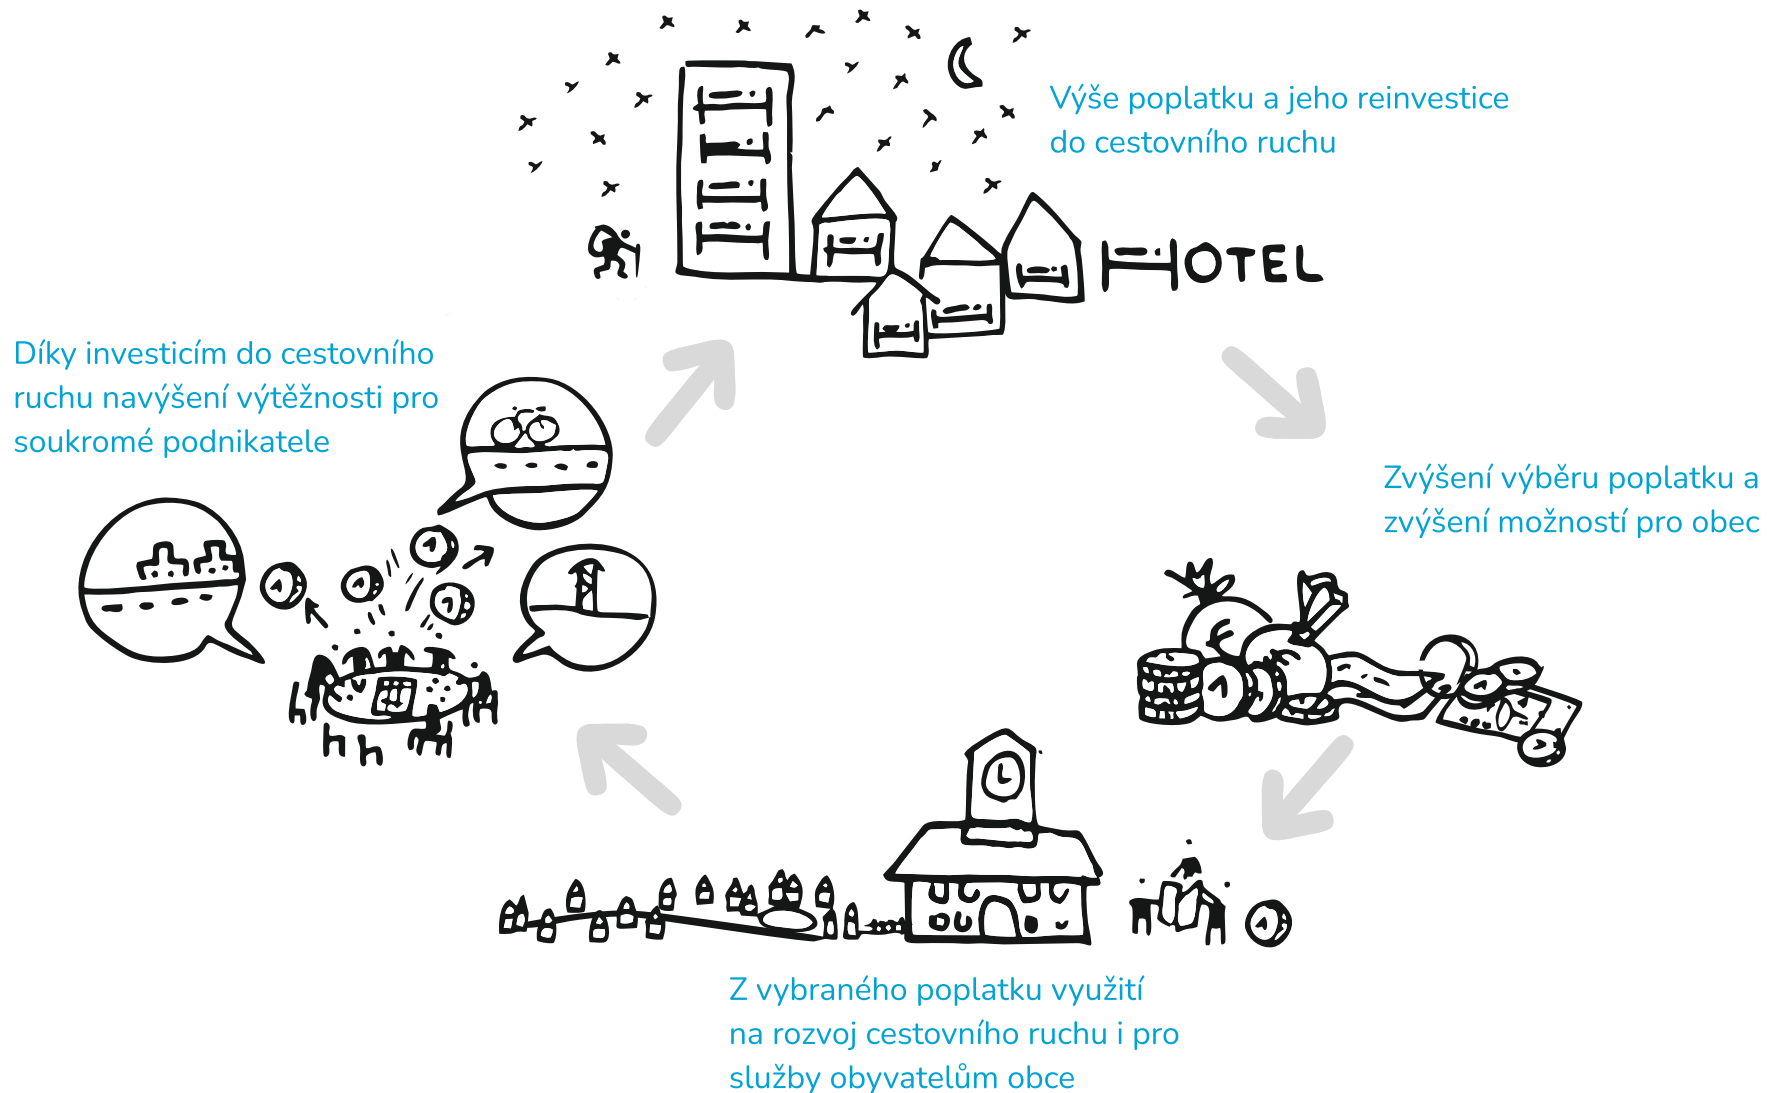 Výše poplatku a jeho reinvestice
do cestovního ruchu
HOTEL
Díky investicím do cestovního
ruchu navýšení výtěžnosti pro
soukromé podnikatele
Zvýšení výběru poplatku a
zvýšení možností pro obec
Z vybraného poplatku využití
na rozvoj cestovního ruchu i pro
služby obyvatelům obce